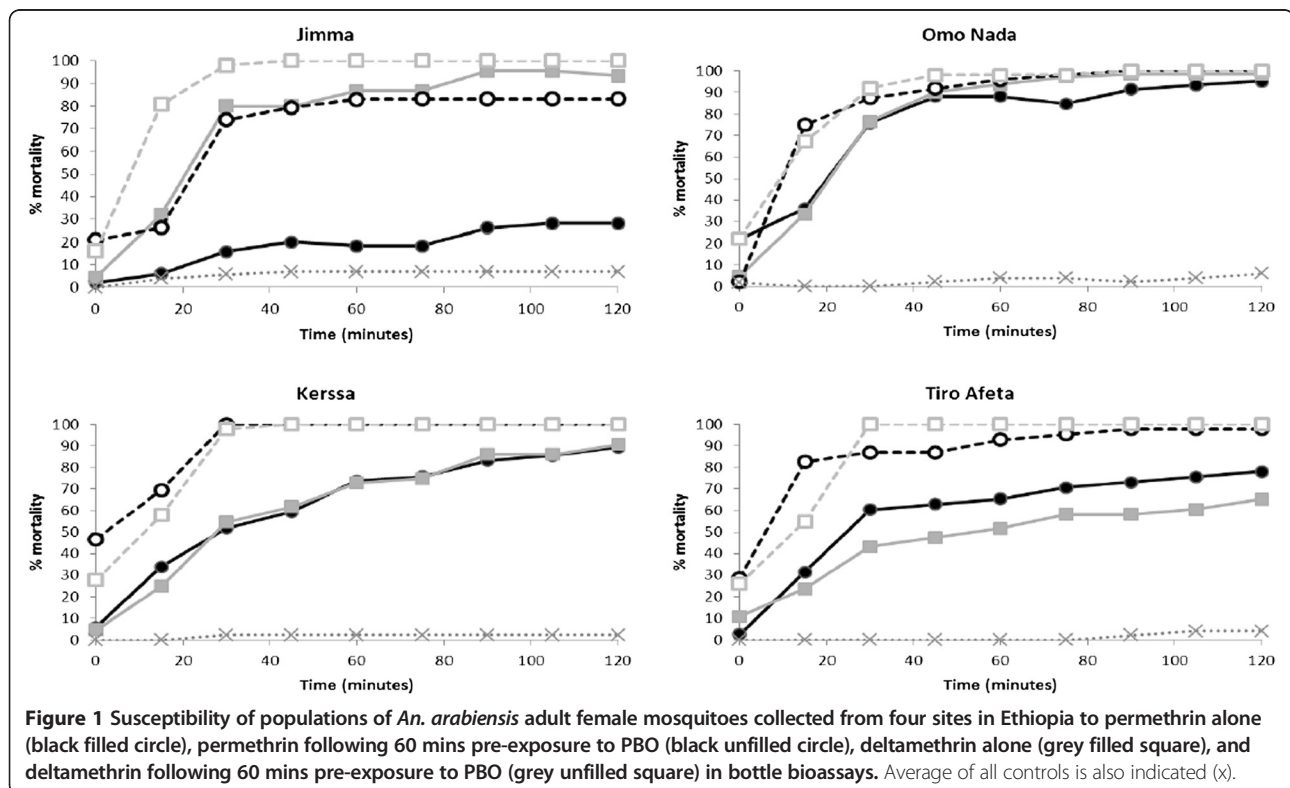 Jimma
% mortality
100
90
80
70
60
50
40
30
20
10
0
0 20 40 60 80 100 120
Time (minutes)
Omo Nada
% mortality
100
90
80
70
60
50
40
30
20
10
0
0 20 40 60 80 100 120
Time (minutes)
Kerssa
% mortality
100
90
80
70
60
50
40
30
20
10
0
0 20 40 60 80 100 120
Time (minutes)
Tiro Afeta
% mortality
100
90
80
70
60
50
40
30
20
10
0
0 20 40 60 80 100 120
Time (minutes)
Figure 1 Susceptibility of populations of An. arabiensis adult female mosquitoes collected from four sites in Ethiopia to permethrin alone
(black filled circle), permethrin following 60 mins pre-exposure to PBO (black unfilled circle), deltamethrin alone (grey filled square), and
deltamethrin following 60 mins pre-exposure to PBO (grey unfilled square) in bottle bioassays. Average of all controls is also indicated (x).